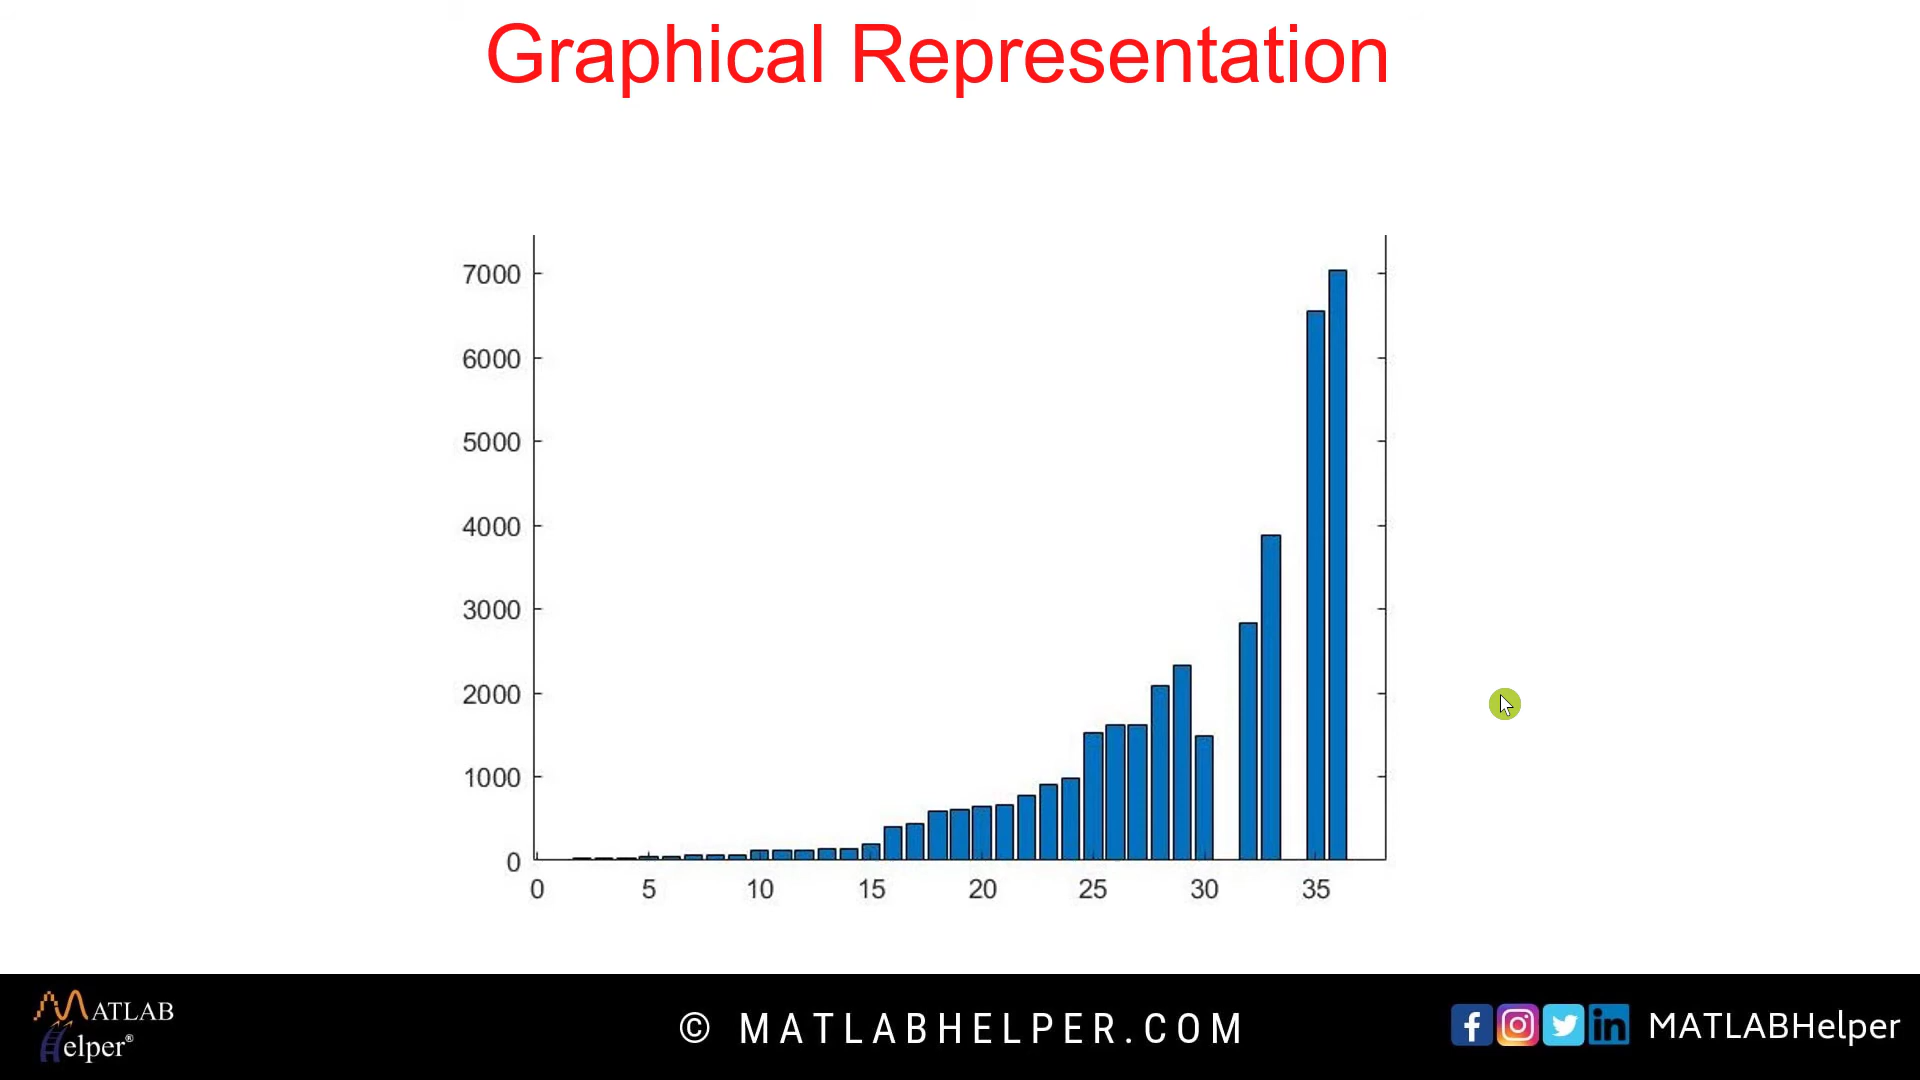 Graphical Representation
7000
6000
5000
4000
3000
2000
1000
0
0 5 10 15 20 25 30 35
MATLAB
Helper®
© MATLABHELPER.COM
f in MATLABHelper